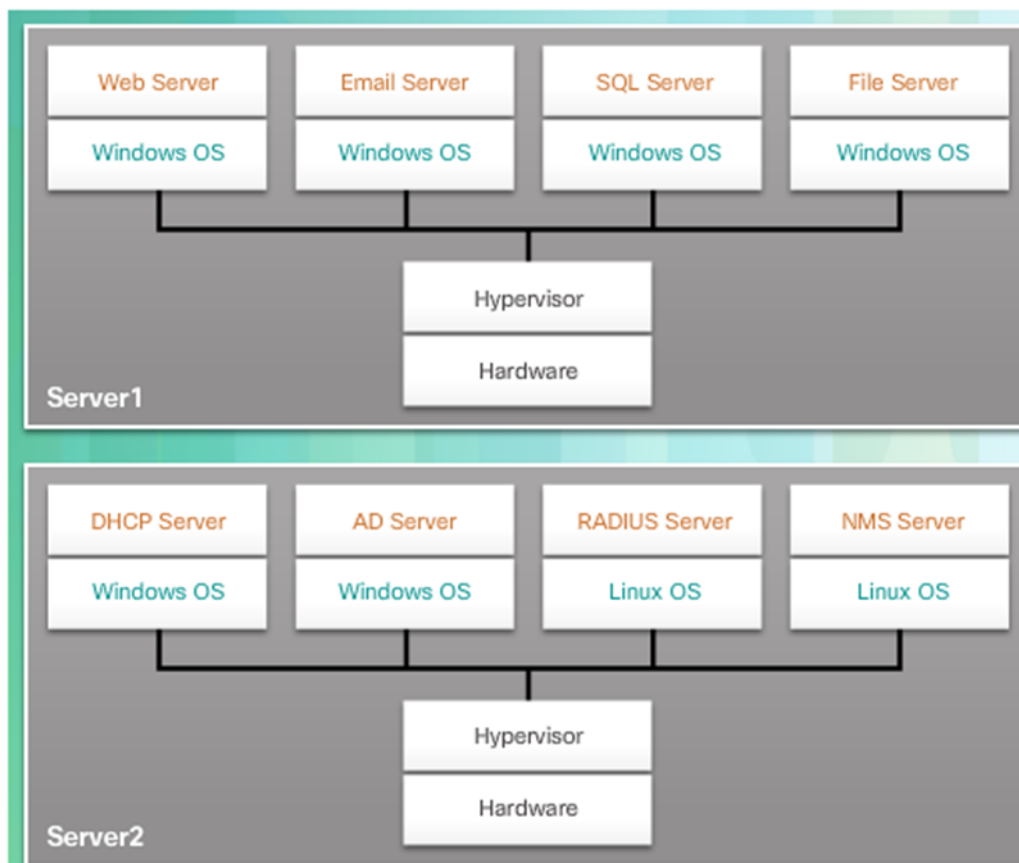 Web Server
Email Server
SQL Server
File Server
Windows OS
Windows OS
Windows OS
Windows OS
Hypervisor
Hardware
Server1
DHCP Server
AD Server
RADIUS Server
NMS Server
Windows OS
Windows OS
Linux OS
Linux OS
Hypervisor
Hardware
Server2